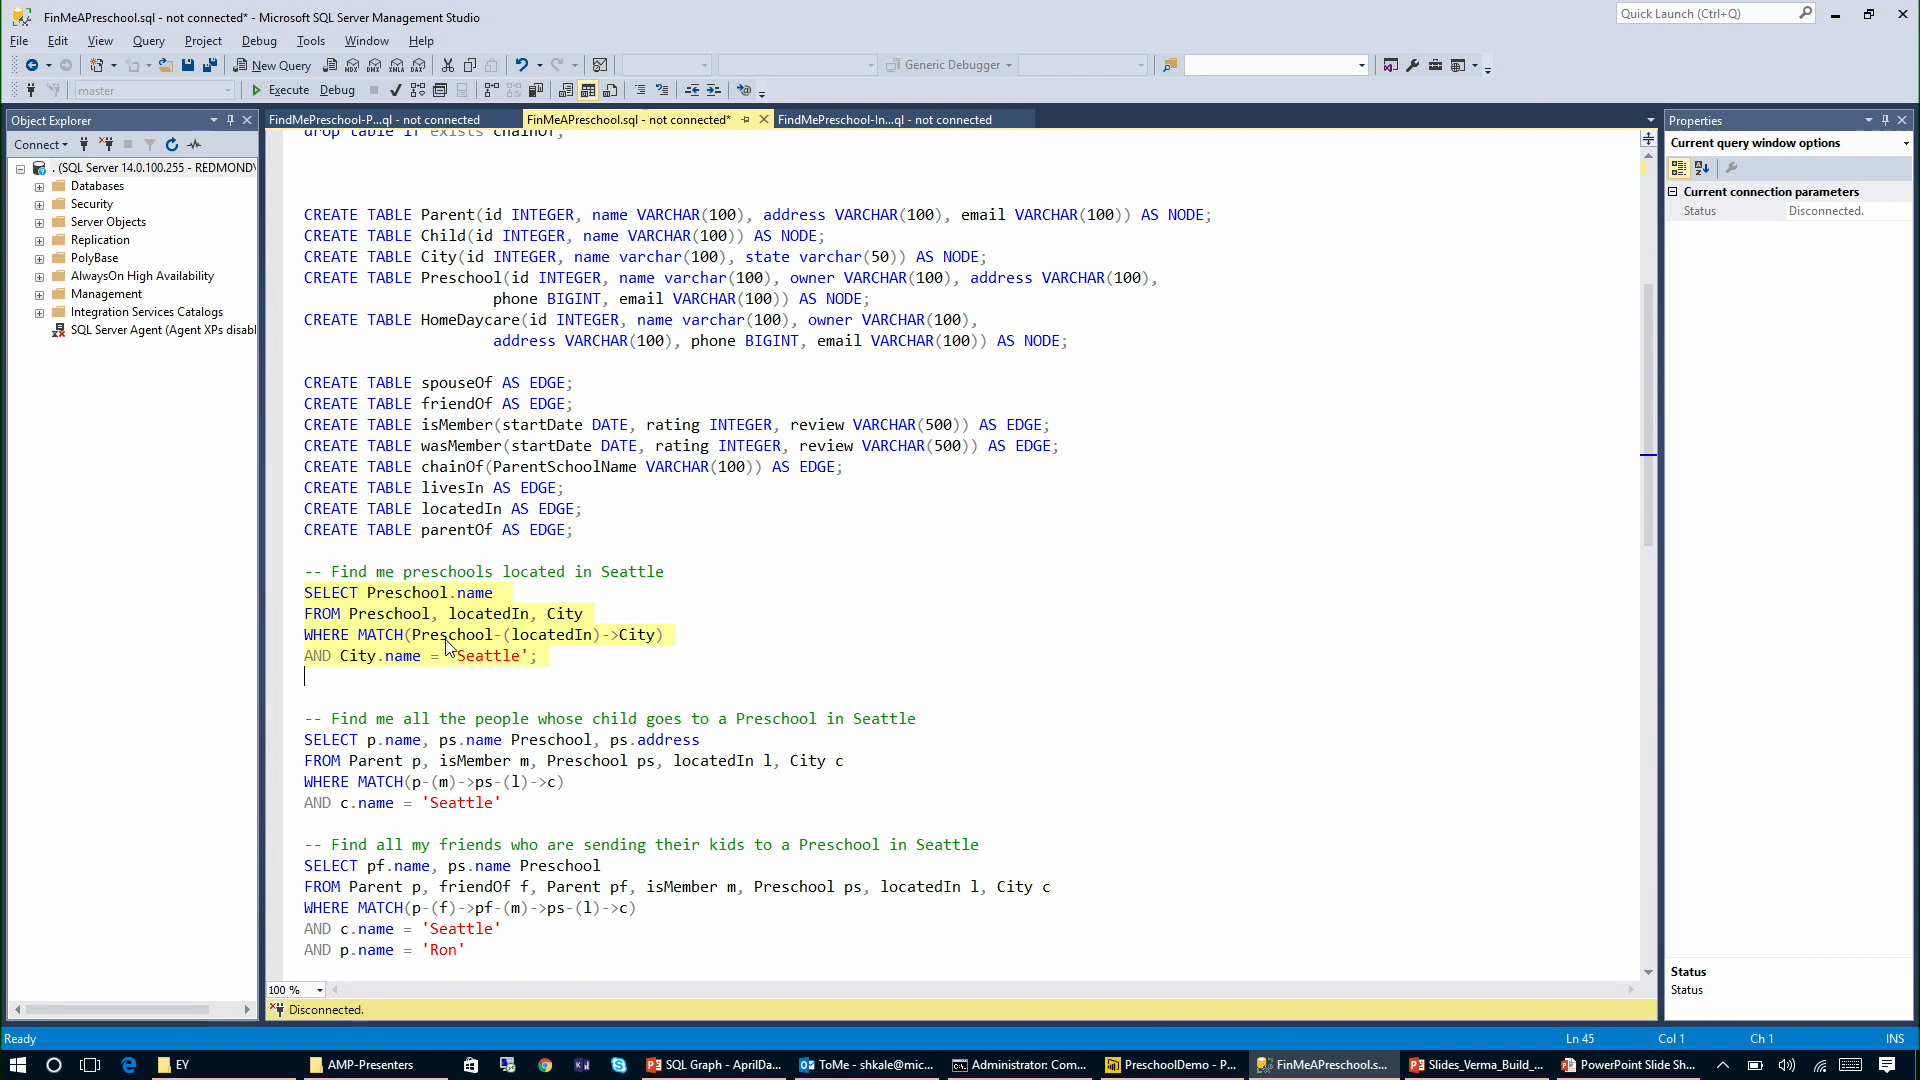 FinMeAPreschool.sql - not connected* - Microsoft SQL Server Management Studio
Quick Launch (Ctrl+Q)
File Edit View Query Project Debug Tools Window Help
New Query MDX DMX XMLA DAX Generic Debugger
master Execute Debug
Object Explorer
Connect
. (SQL Server 14.0.100.255 - REDMOND\
Databases
Security
Server Objects
Replication
PolyBase
AlwaysOn High Availability
Management
Integration Services Catalogs
SQL Server Agent (Agent XPs disabl
FindMePreschool-P...ql - not connected FinMeAPreschool.sql - not connected* FindMePreschool-In...ql - not connected
drop table if exists chainOf;
CREATE TABLE Parent(id INTEGER, name VARCHAR(100), address VARCHAR(100), email VARCHAR(100)) AS NODE;
CREATE TABLE Child(id INTEGER, name VARCHAR(100)) AS NODE;
CREATE TABLE City(id INTEGER, name varchar(100), state varchar(50)) AS NODE;
CREATE TABLE Preschool(id INTEGER, name varchar(100), owner VARCHAR(100), address VARCHAR(100),
phone BIGINT, email VARCHAR(100)) AS NODE;
CREATE TABLE HomeDaycare(id INTEGER, name varchar(100), owner VARCHAR(100),
address VARCHAR(100), phone BIGINT, email VARCHAR(100)) AS NODE;
CREATE TABLE spouseOf AS EDGE;
CREATE TABLE friendOf AS EDGE;
CREATE TABLE isMember(startDate DATE, rating INTEGER, review VARCHAR(500)) AS EDGE;
CREATE TABLE wasMember(startDate DATE, rating INTEGER, review VARCHAR(500)) AS EDGE;
CREATE TABLE chainOf(ParentSchoolName VARCHAR(100)) AS EDGE;
CREATE TABLE livesIn AS EDGE;
CREATE TABLE locatedIn AS EDGE;
CREATE TABLE parentOf AS EDGE;
-- Find me preschools located in Seattle
SELECT Preschool.name
FROM Preschool, locatedIn, City
WHERE MATCH(Preschool-(locatedIn)->City)
AND City.name = 'Seattle';
-- Find me all the people whose child goes to a Preschool in Seattle
SELECT p.name, ps.name Preschool, ps.address
FROM Parent p, isMember m, Preschool ps, locatedIn l, City c
WHERE MATCH(p-(m)->ps-(l)->c)
AND c.name = 'Seattle'
-- Find all my friends who are sending their kids to a Preschool in Seattle
SELECT pf.name, ps.name Preschool
FROM Parent p, friendOf f, Parent pf, isMember m, Preschool ps, locatedIn l, City c
WHERE MATCH(p-(f)->pf-(m)->ps-(l)->c)
AND c.name = 'Seattle'
AND p.name = 'Ron'
100 %
Disconnected.
Properties
Current query window options
Current connection parameters
Status Disconnected.
Status
Status
Ready Ln 45 Col 1 Ch 1 INS
EY AMP-Presenters SQL Graph - AprilDa... ToMe - shkale@mic... Administrator: Com... PreschoolDemo - P... FinMeAPreschool.s... Slides_Verma_Build_... PowerPoint Slide Sh...